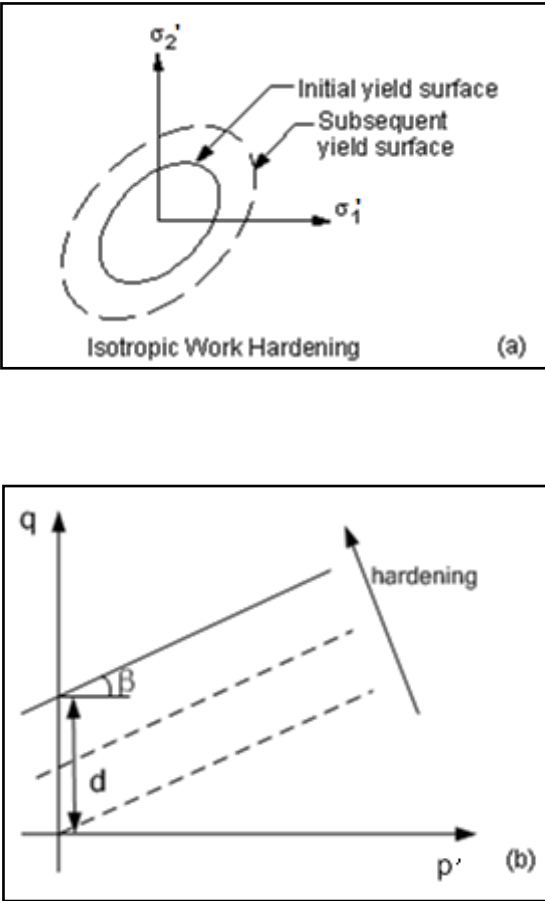 σ2'
Initial yield surface
Subsequent
yield surface
σ1'
Isotropic Work Hardening
(a)
q
hardening
β
d
p'
(b)